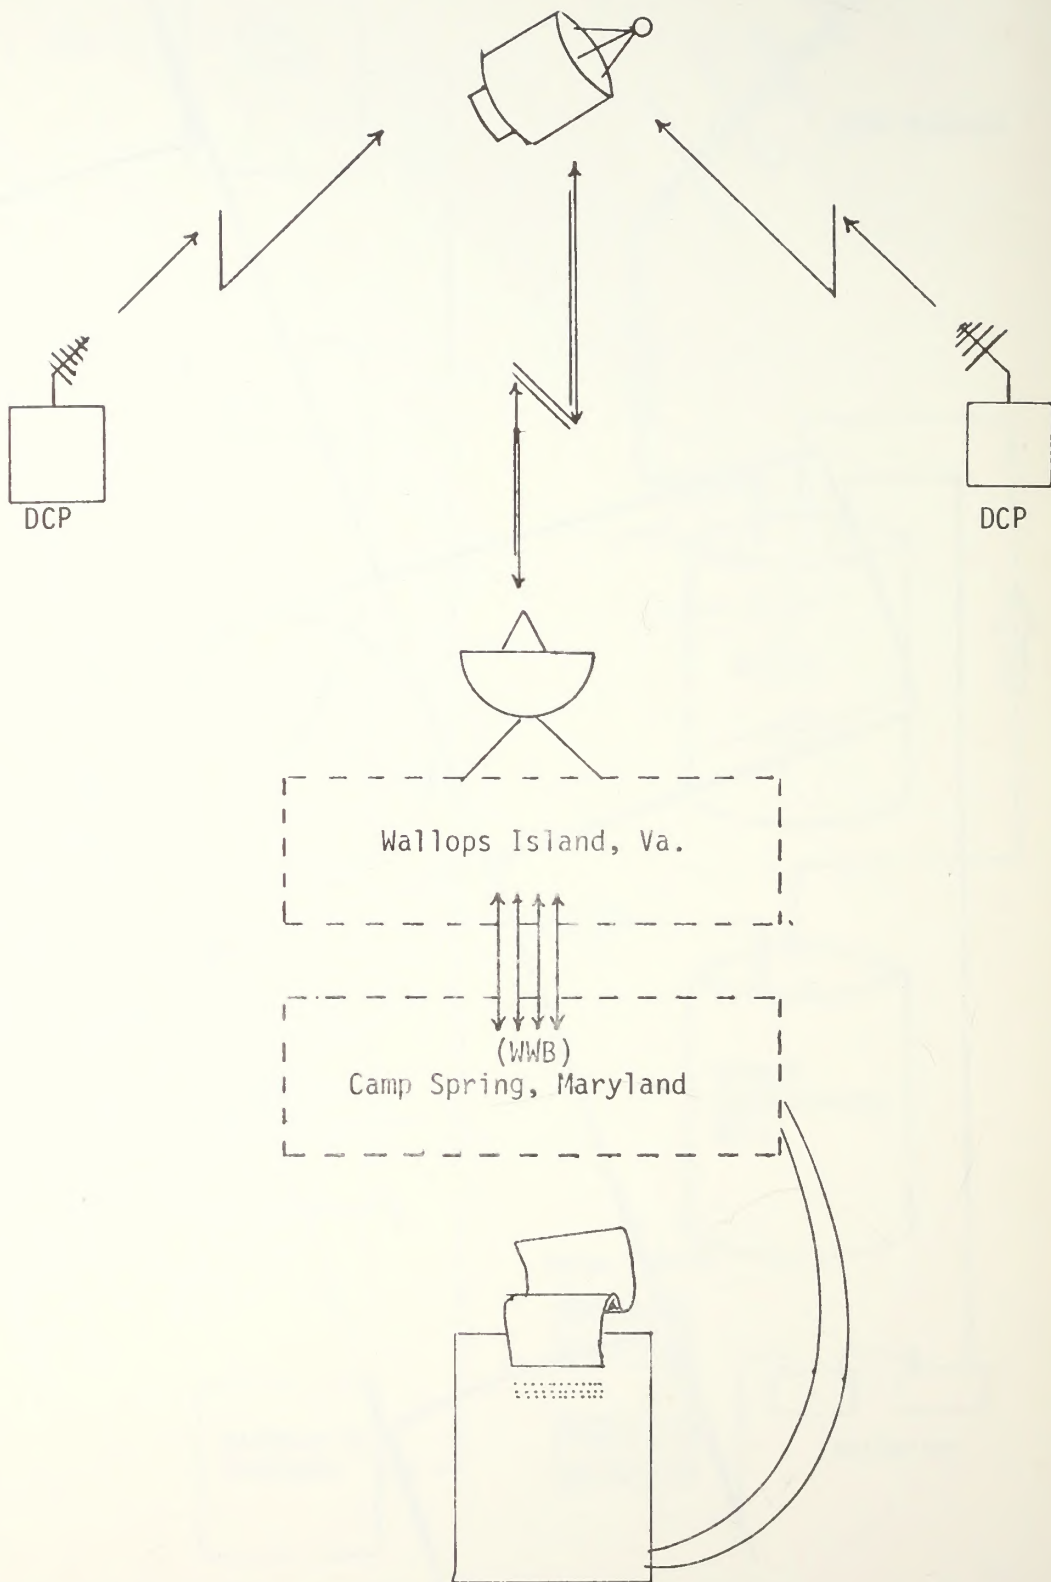 DCP
DCP
Wallops Island, Va.
(WWB)
Camp Spring, Maryland